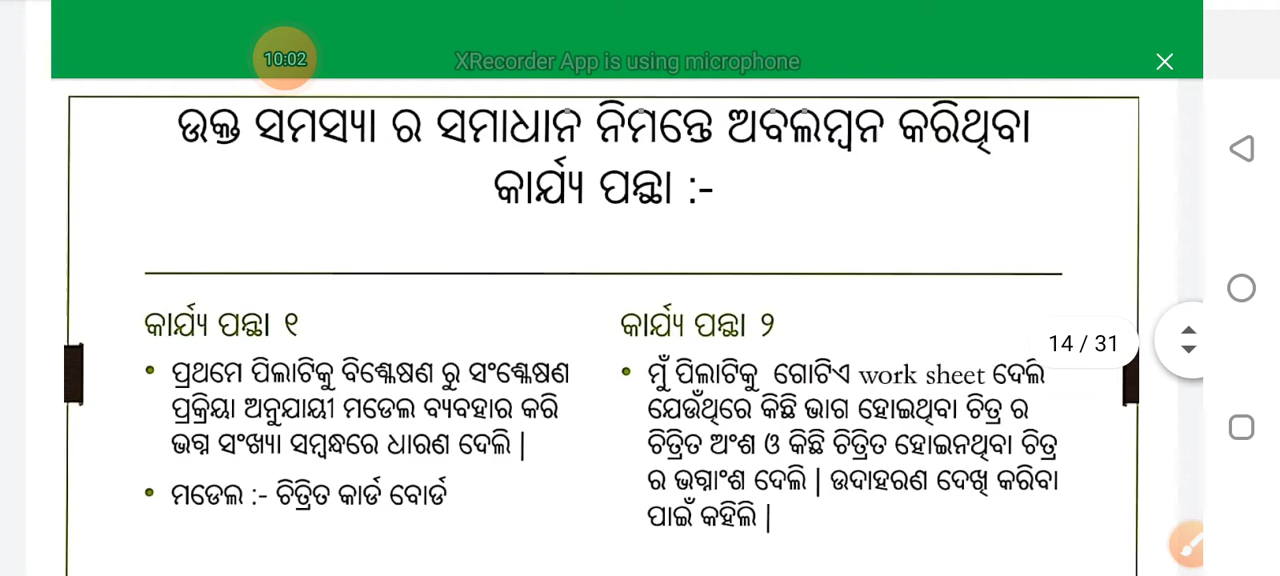 10:02
XRecorder App is using microphone
ଉକ୍ତ ସମସ୍ୟା ର ସମାଧାନ ନିମନ୍ତେ ଅବଲମ୍ବନ କରିଥିବା
କାର୍ଯ୍ୟ ପନ୍ଥା :-
କାର୍ଯ୍ୟ ପନ୍ଥା ୧
• ପ୍ରଥମେ ପିଲାଟିକୁ ବିଶ୍ଳେଷଣ ରୁ ସଂଶ୍ଳେଷଣ
ପ୍ରକ୍ରିୟା ଅନୁଯାୟୀ ମଡେଲ ବ୍ୟବହାର କରି
ଭଗ୍ନ ସଂଖ୍ୟା ସମ୍ବନ୍ଧରେ ଧାରଣ ଦେଲି |
• ମଡେଲ :- ଚିତ୍ରିତ କାର୍ଡ ବୋର୍ଡ
କାର୍ଯ୍ୟ ପନ୍ଥା ୨
• ମୁଁ ପିଲାଟିକୁ ଗୋଟିଏ work sheet ଦେଲି
ଯେଉଁଥିରେ କିଛି ଭାଗ ହୋଇଥିବା ଚିତ୍ର ର
ଚିତ୍ରିତ ଅଂଶ ଓ କିଛି ଚିତ୍ରିତ ହୋଇନଥିବା ଚିତ୍ର
ର ଭଗ୍ନାଂଶ ଦେଲି | ଉଦାହରଣ ଦେଖି କରିବା
ପାଇଁ କହିଲି |
14 / 31